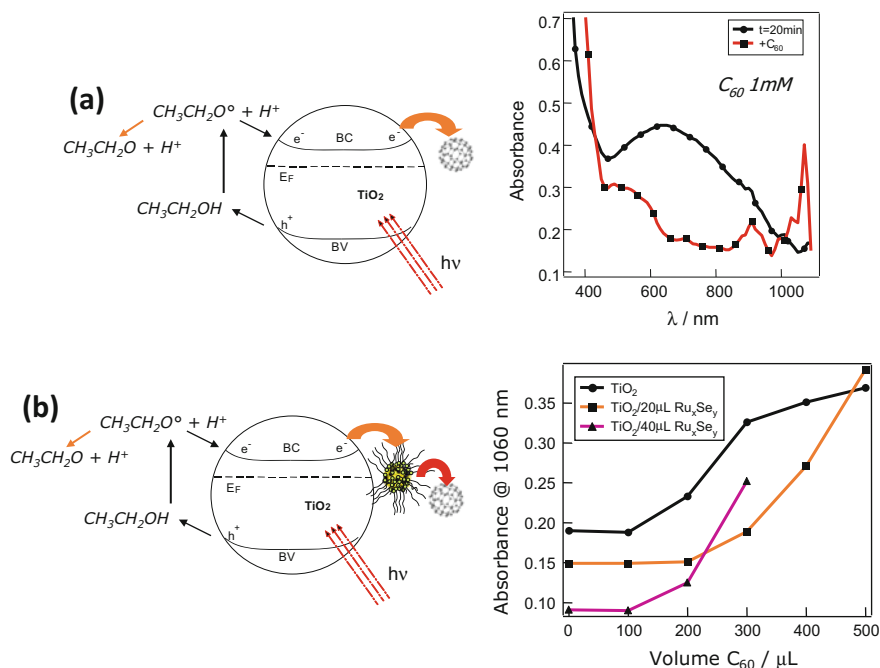 (a)
CH3CH2O° + H+
CH3CH2O + H+
CH3CH2OH
e- BC e-
EF
TiO2
h+
BV
hν
0.7
0.6
0.5
0.4
0.3
0.2
0.1
Absorbance
t=20min
+C60
C60 1mM
400 600 800 1000
λ / nm
(b)
CH3CH2O° + H+
CH3CH2O + H+
CH3CH2OH
e- BC e-
EF
TiO2
h+
BV
hν
0.35
0.30
0.25
0.20
0.15
0.10
Absorbance @ 1060 nm
TiO2
TiO2/20μL RuxSey
TiO2/40μL RuxSey
0 100 200 300 400 500
Volume C60 / μL